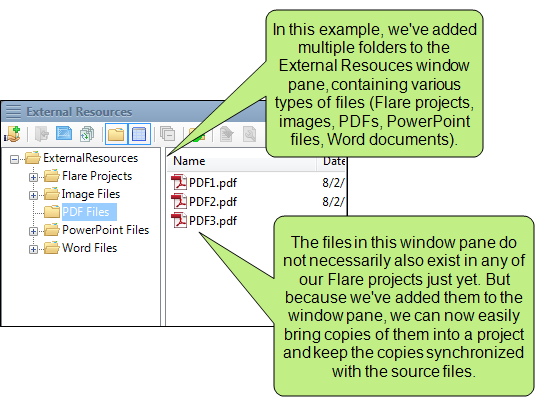 In this example, we've added
multiple folders to the
External Resouces window
pane, containing various
types of files (Flare projects,
images, PDFs, PowerPoint
files, Word documents).
External Resources
ExternalResources
Flare Projects
Image Files
PDF Files
PowerPoint Files
Word Files
Name Date
PDF1.pdf 8/2/
PDF2.pdf 8/2/
PDF3.pdf
The files in this window pane do
not necessarily also exist in any of
our Flare projects just yet. But
because we've added them to the
window pane, we can now easily
bring copies of them into a project
and keep the copies synchronized
with the source files.